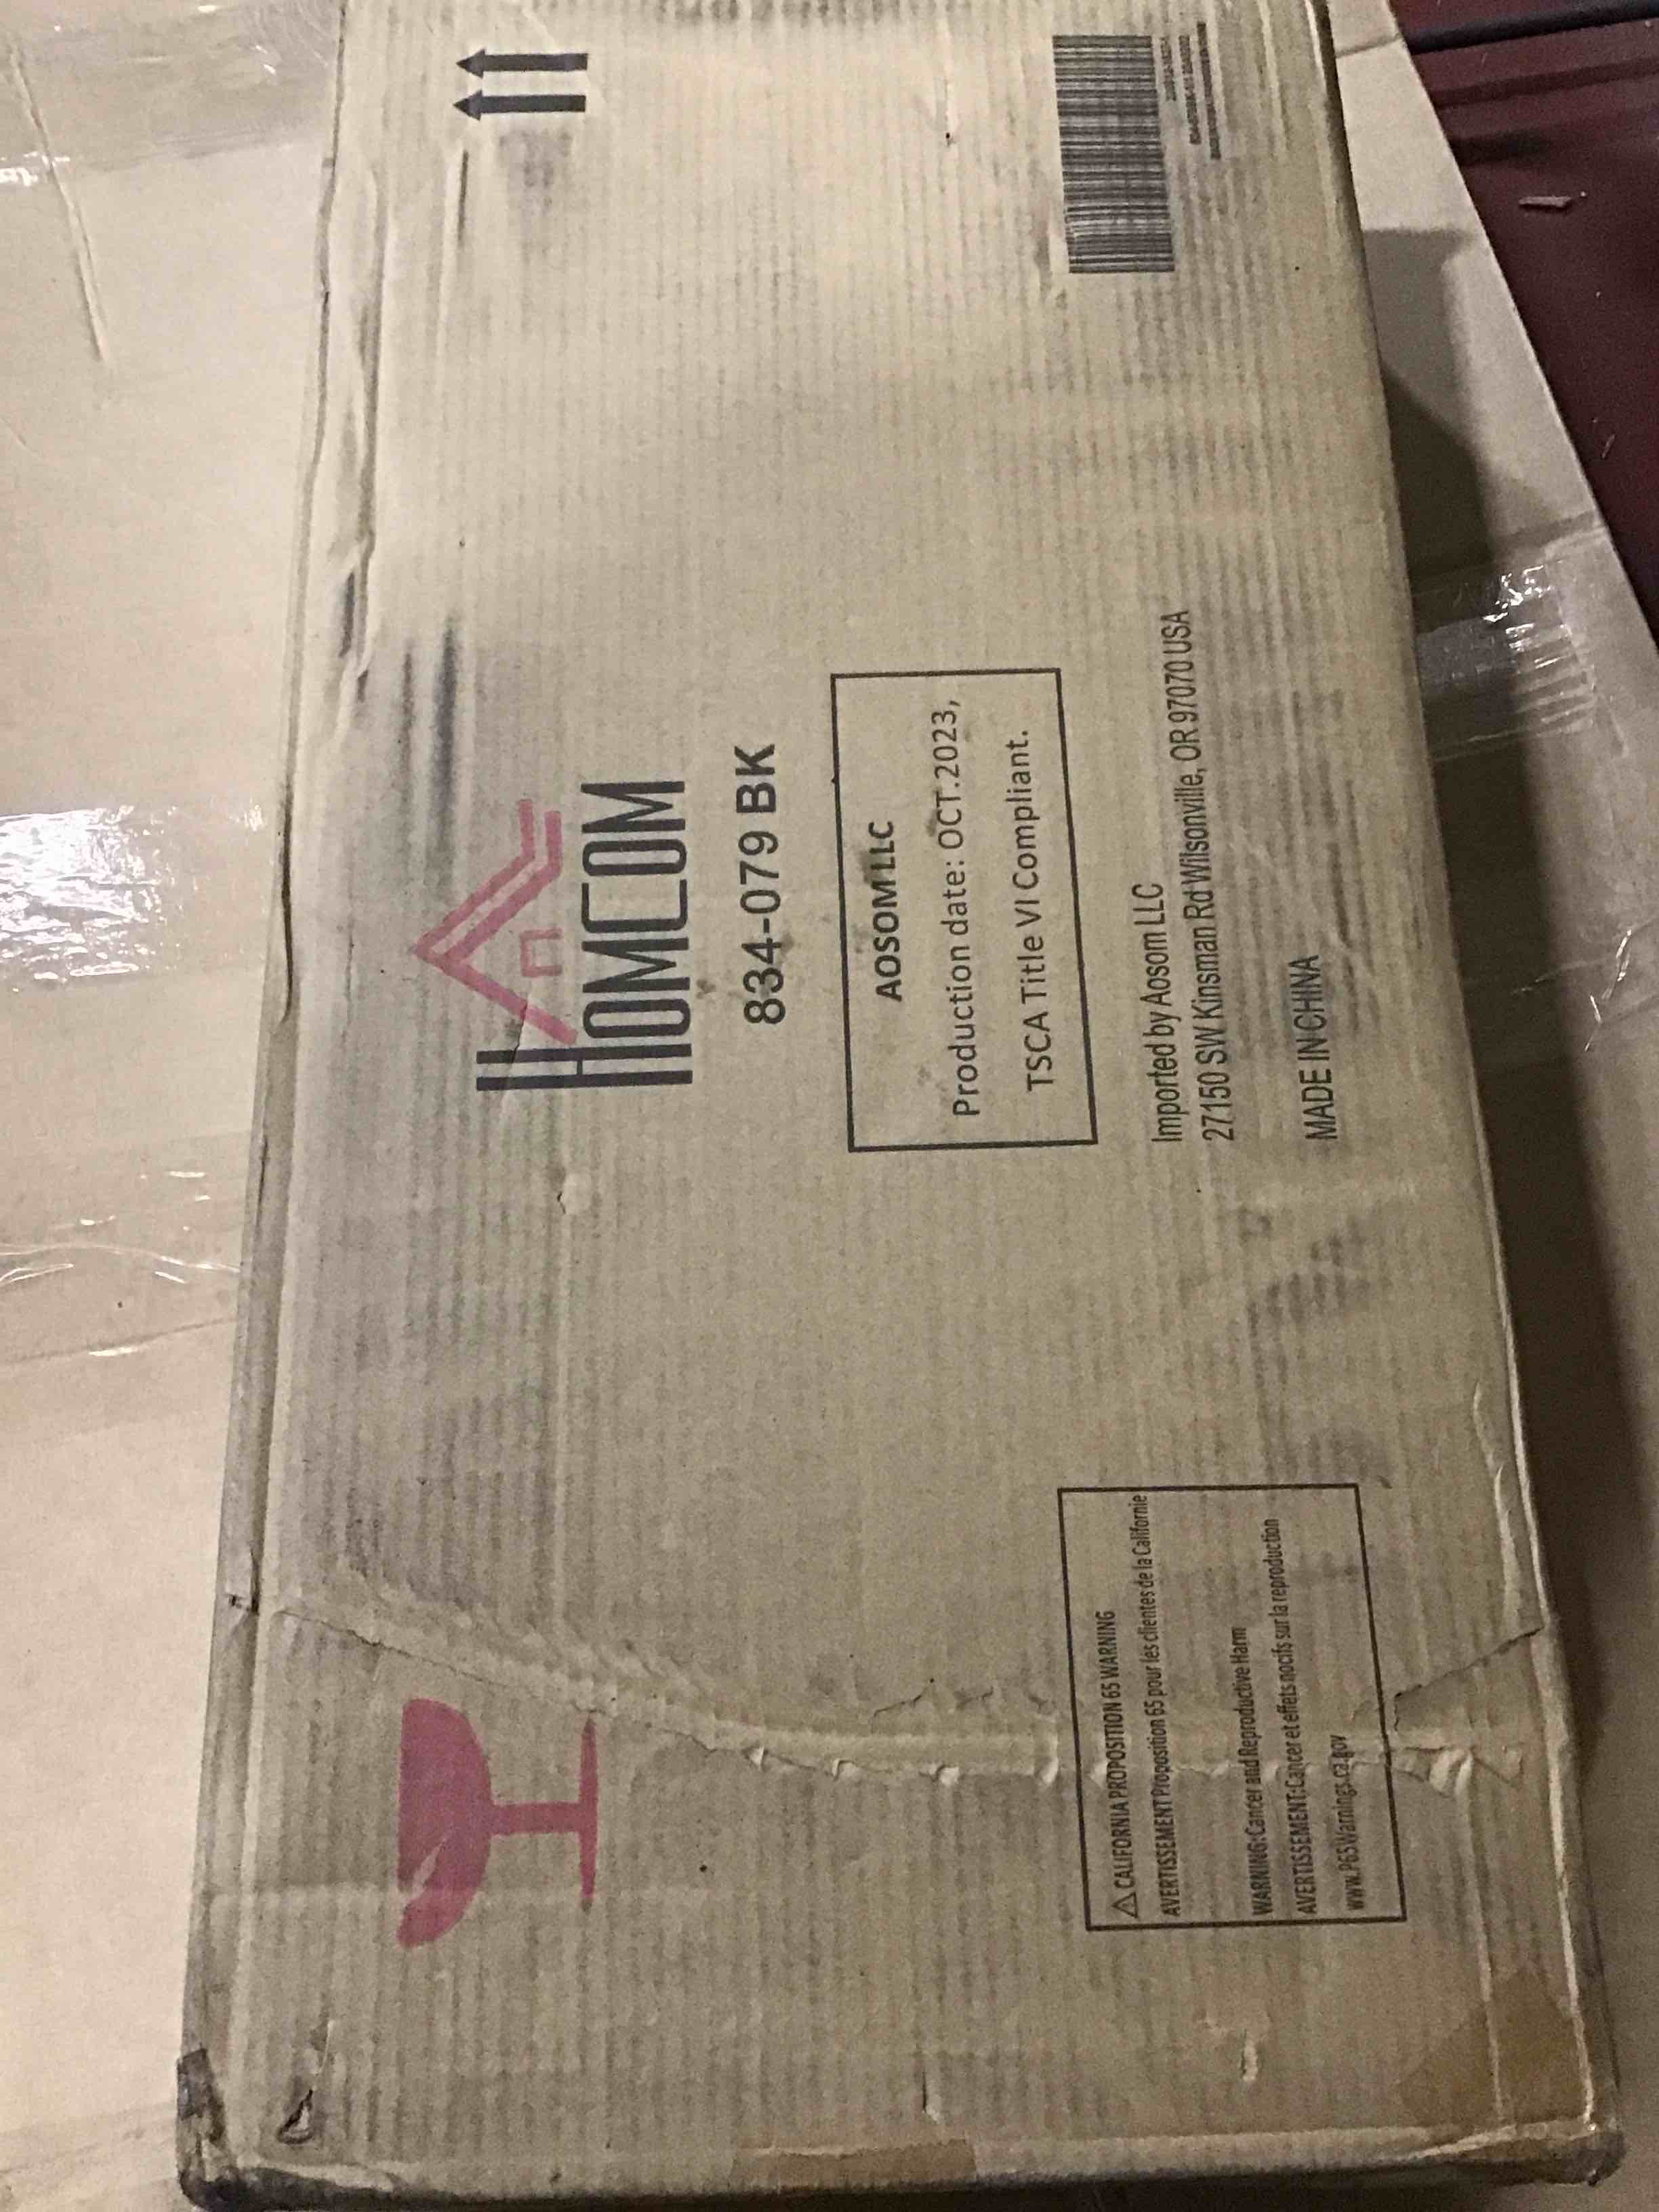 HOMCOM
834-079 BK
AOSOM LLC
Production date: OCT.2023,
TSCA Title VI Compliant.
Imported by Aosom LLC
27150 SW Kinsman Rd Wilsonville, OR 97070 USA
MADE IN CHINA
⚠ CALIFORNIA PROPOSITION 65 WARNING
AVERTISSEMENT Proposition 65 pour les clientes de la Californie
WARNING:Cancer and Reproductive Harm
AVERTISSEMENT:Cancer et effets nocifs sur la reproduction
www.P65Warnings.ca.gov